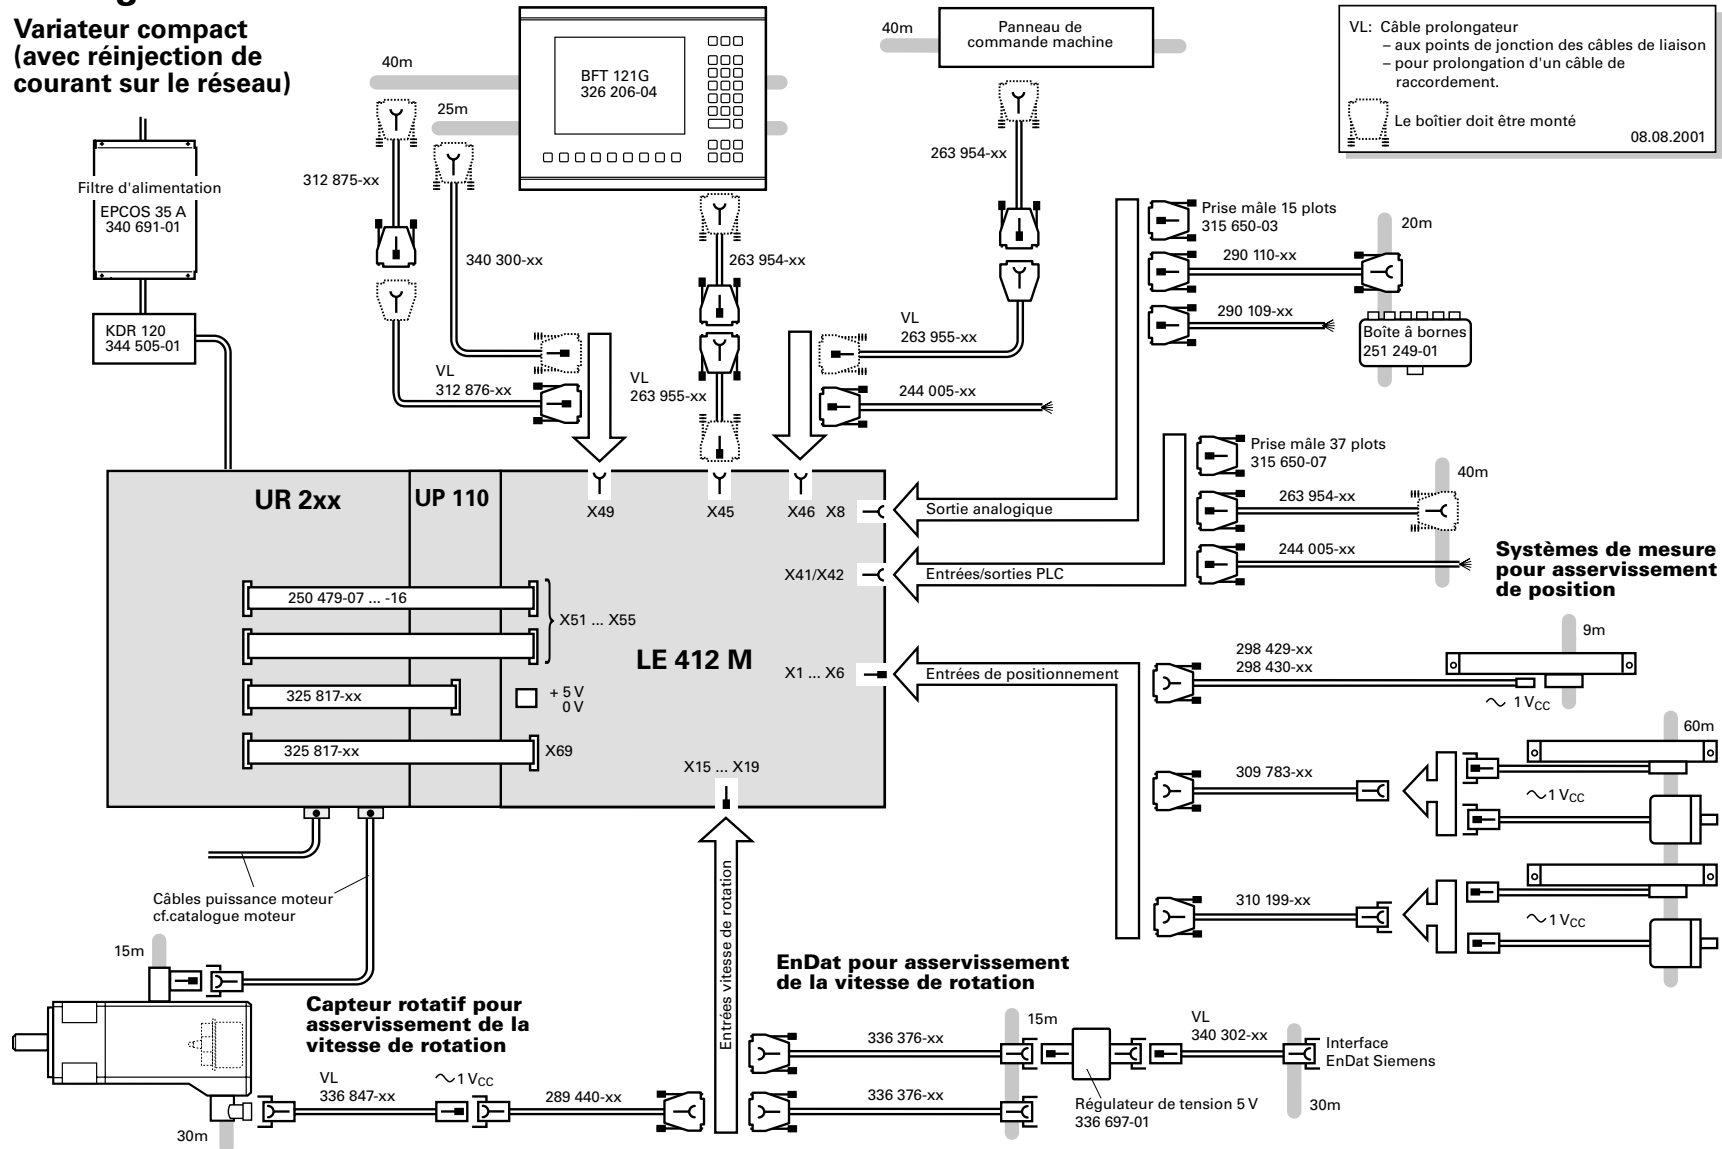 Variateur compact
(avec réinjection de
courant sur le réseau)
40m
25m
BFT 121G
326 206-04
40m
Panneau de
commande machine
VL: Câble prolongateur
– aux points de jonction des câbles de liaison
– pour prolongation d'un câble de
raccordement.
Le boîtier doit être monté
08.08.2001
Filtre d'alimentation
EPCOS 35 A
340 691-01
KDR 120
344 505-01
312 875-xx
340 300-xx
VL
312 876-xx
263 954-xx
VL
263 955-xx
263 954-xx
VL
263 955-xx
244 005-xx
Prise mâle 15 plots
315 650-03
290 110-xx
20m
290 109-xx
Boîte â bornes
251 249-01
Prise mâle 37 plots
315 650-07
263 954-xx
40m
244 005-xx
UR 2xx
UP 110
X49
X45
X46
X8
Sortie analogique
X41/X42
Entrées/sorties PLC
250 479-07 ... -16
X51 ... X55
LE 412 M
X1 ... X6
Entrées de positionnement
325 817-xx
+ 5 V
0 V
325 817-xx
X69
X15 ... X19
Systèmes de mesure
pour asservissement
de position
298 429-xx
298 430-xx
9m
1 VCC
60m
309 783-xx
1 VCC
310 199-xx
1 VCC
Câbles puissance moteur
cf.catalogue moteur
15m
Capteur rotatif pour
asservissement de la
vitesse de rotation
VL
336 847-xx
1 VCC
289 440-xx
30m
Entrées vitesse de rotation
EnDat pour asservissement
de la vitesse de rotation
336 376-xx
15m
VL
340 302-xx
Interface
EnDat Siemens
336 376-xx
Régulateur de tension 5 V
336 697-01
30m